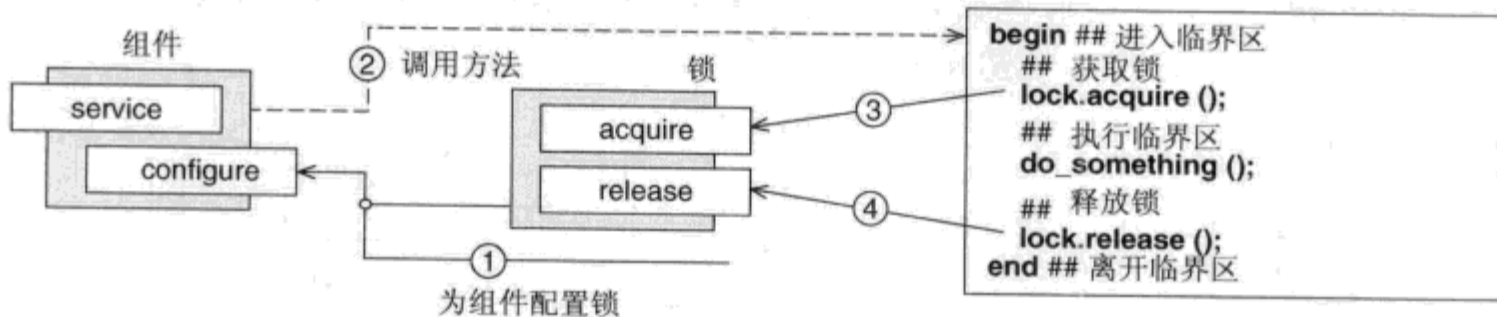 组件
service
configure
② 调用方法
锁
acquire
release
③
④
①
为组件配置锁
begin ## 进入临界区
## 获取锁
lock.acquire ();
## 执行临界区
do_something ();
## 释放锁
lock.release ();
end ## 离开临界区